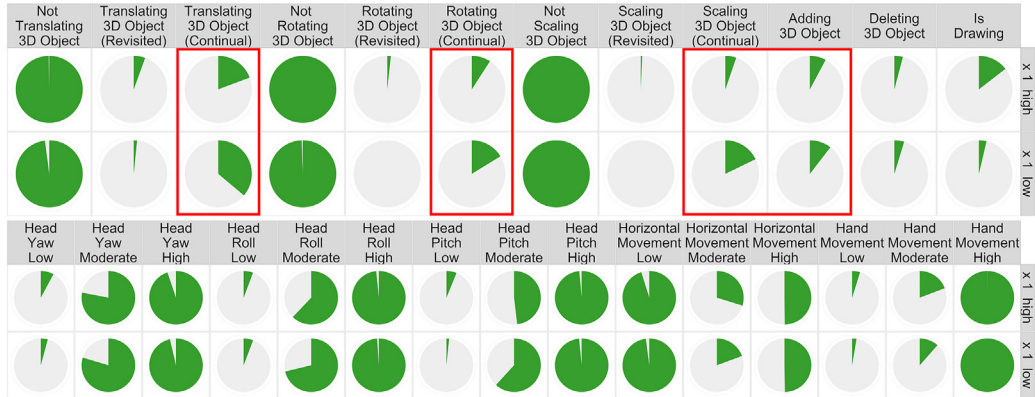 Not Translating 3D Object
Translating 3D Object (Revisited)
Translating 3D Object (Continual)
Not Rotating 3D Object
Rotating 3D Object (Revisited)
Rotating 3D Object (Continual)
Not Scaling 3D Object
Scaling 3D Object (Revisited)
Scaling 3D Object (Continual)
Adding 3D Object
Deleting 3D Object
Is Drawing
x 1 high
x 1 low
Head Yaw Low
Head Yaw Moderate
Head Yaw High
Head Roll Low
Head Roll Moderate
Head Roll High
Head Pitch Low
Head Pitch Moderate
Head Pitch High
Horizontal Movement Low
Horizontal Movement Moderate
Horizontal Movement High
Hand Movement Low
Hand Movement Moderate
Hand Movement High
x 1 high
x 1 low